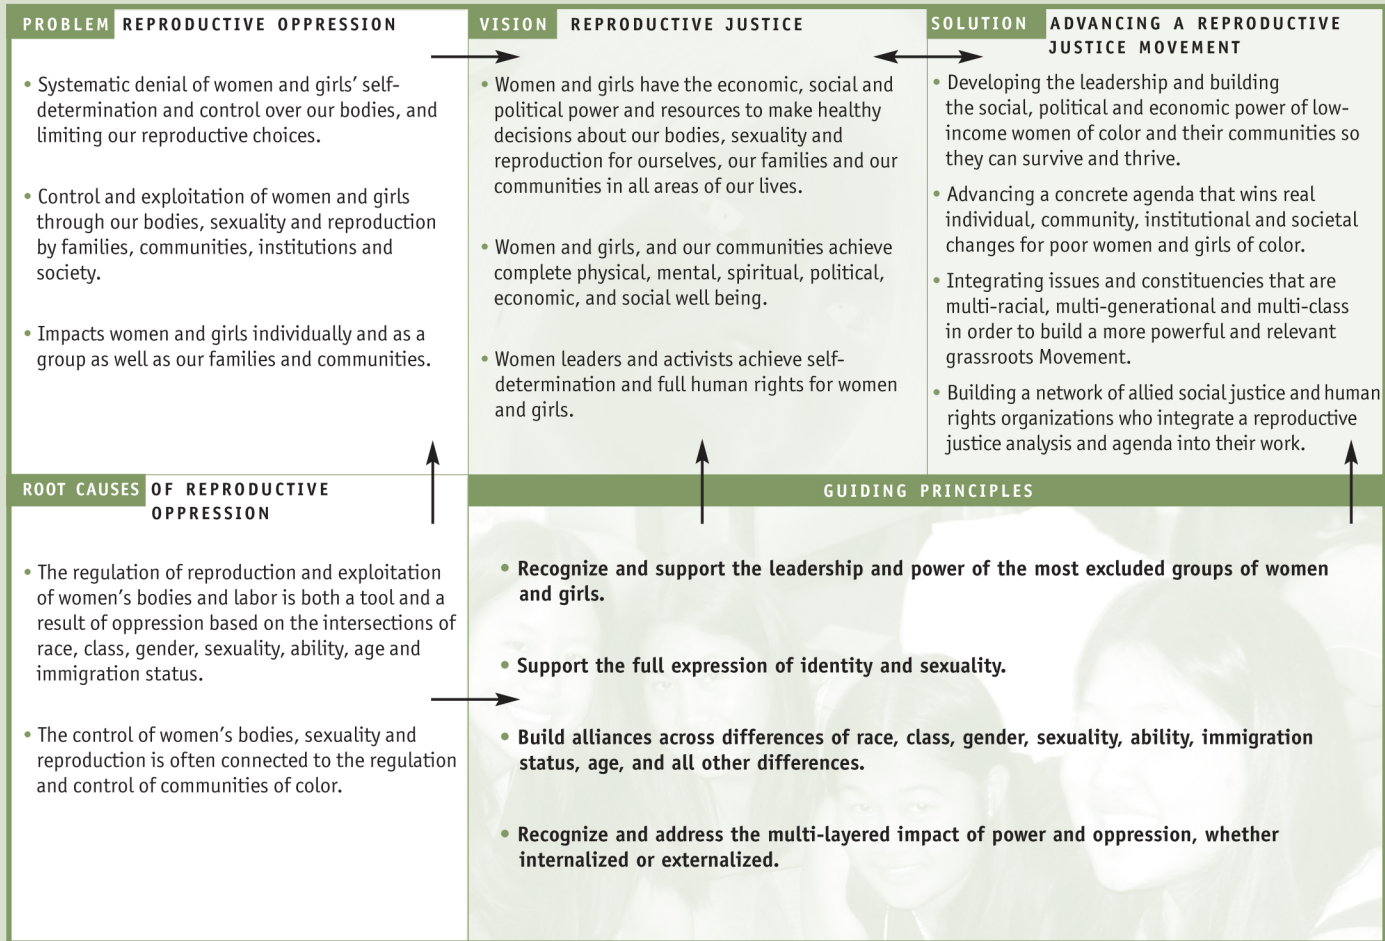 PROBLEM REPRODUCTIVE OPPRESSION
• Systematic denial of women and girls’ self-
determination and control over our bodies, and
limiting our reproductive choices.
• Control and exploitation of women and girls
through our bodies, sexuality and reproduction
by families, communities, institutions and
society.
• Impacts women and girls individually and as a
group as well as our families and communities.
VISION REPRODUCTIVE JUSTICE
• Women and girls have the economic, social and
political power and resources to make healthy
decisions about our bodies, sexuality and
reproduction for ourselves, our families and our
communities in all areas of our lives.
• Women and girls, and our communities achieve
complete physical, mental, spiritual, political,
economic, and social well being.
• Women leaders and activists achieve self-
determination and full human rights for women
and girls.
SOLUTION ADVANCING A REPRODUCTIVE
JUSTICE MOVEMENT
• Developing the leadership and building
the social, political and economic power of low-
income women of color and their communities so
they can survive and thrive.
• Advancing a concrete agenda that wins real
individual, community, institutional and societal
changes for poor women and girls of color.
• Integrating issues and constituencies that are
multi-racial, multi-generational and multi-class
in order to build a more powerful and relevant
grassroots Movement.
• Building a network of allied social justice and human
rights organizations who integrate a reproductive
justice analysis and agenda into their work.
ROOT CAUSES OF REPRODUCTIVE
OPPRESSION
• The regulation of reproduction and exploitation
of women’s bodies and labor is both a tool and a
result of oppression based on the intersections of
race, class, gender, sexuality, ability, age and
immigration status.
• The control of women’s bodies, sexuality and
reproduction is often connected to the regulation
and control of communities of color.
GUIDING PRINCIPLES
• Recognize and support the leadership and power of the most excluded groups of women
and girls.
• Support the full expression of identity and sexuality.
• Build alliances across differences of race, class, gender, sexuality, ability, immigration
status, age, and all other differences.
• Recognize and address the multi-layered impact of power and oppression, whether
internalized or externalized.